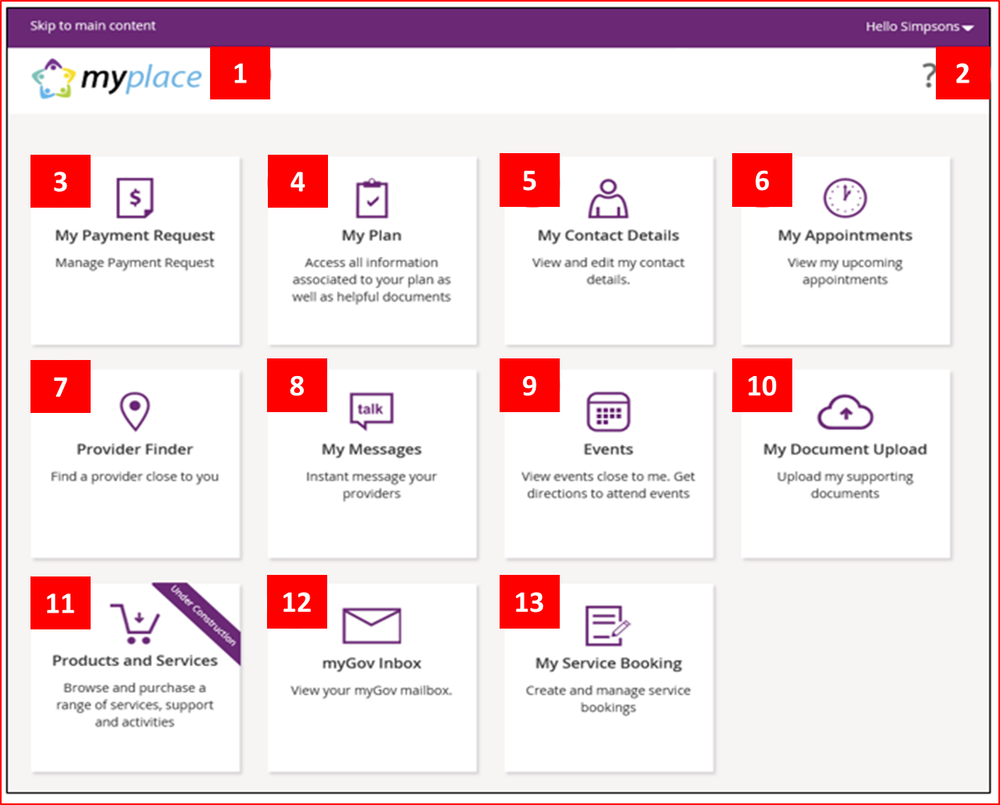 Skip to main content
Hello Simpsons
myplace
1
?
2
3
$
My Payment Request
Manage Payment Request
4
My Plan
Access all information
associated to your plan as
well as helpful documents
5
My Contact Details
View and edit my contact
details.
6
My Appointments
View my upcoming
appointments
7
Provider Finder
Find a provider close to you
8
talk
My Messages
Instant message your
providers
9
Events
View events close to me. Get
directions to attend events
10
My Document Upload
Upload my supporting
documents
11
Under Construction
Products and Services
Browse and purchase a
range of services, support
and activities
12
myGov Inbox
View your myGov mailbox.
13
My Service Booking
Create and manage service
bookings